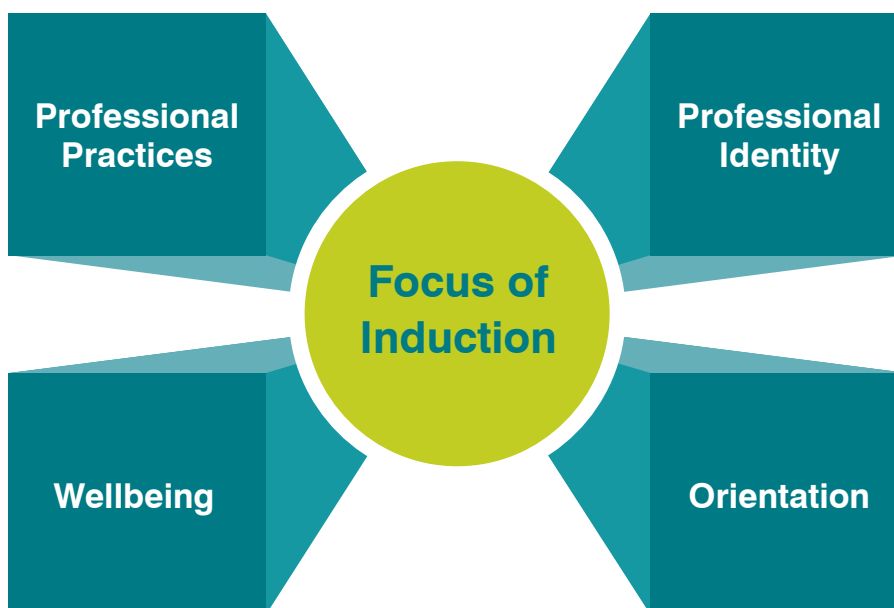 Professional
Practices
Professional
Identity
Focus of
Induction
Wellbeing
Orientation